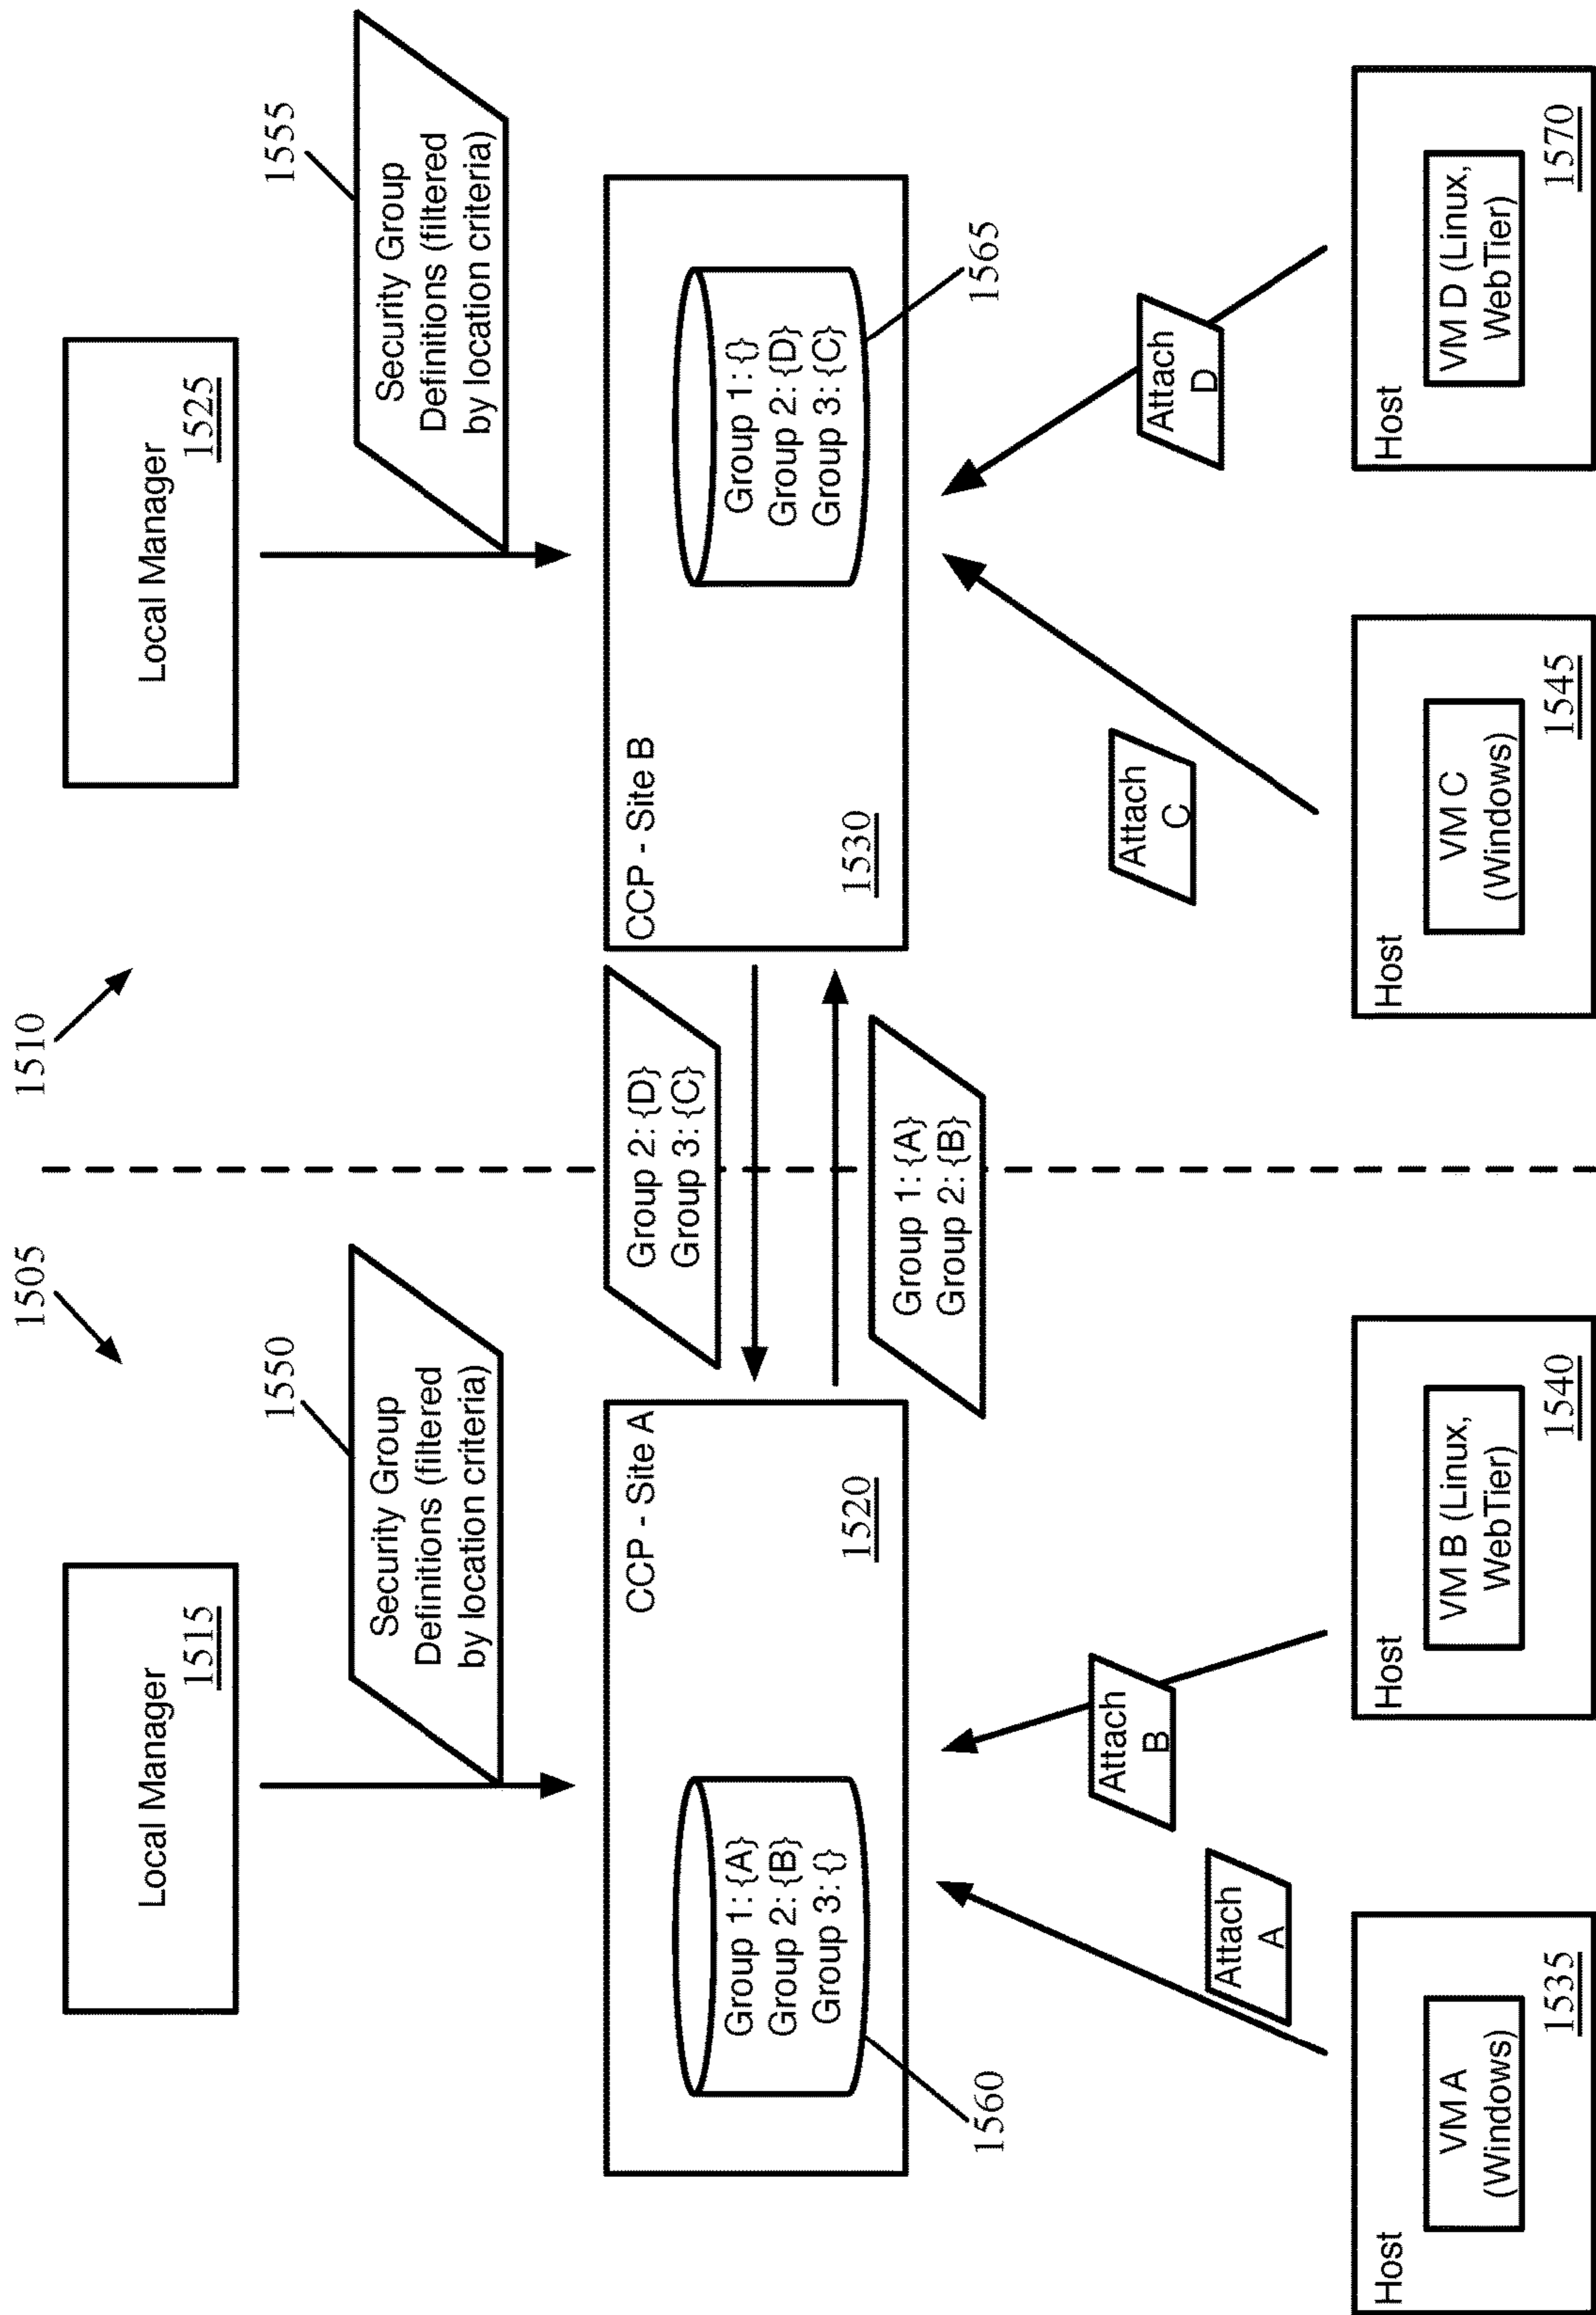 1505
1510
Local Manager
1515
Local Manager
1525
1550
Security Group
Definitions (filtered
by location criteria)
1555
Security Group
Definitions (filtered
by location criteria)
CCP - Site A
Group 1: {A}
Group 2: {B}
Group 3: {}
1520
1560
Group 2: {D}
Group 3: {C}
Group 1: {A}
Group 2: {B}
CCP - Site B
Group 1: {}
Group 2: {D}
Group 3: {C}
1530
1565
Attach
A
Attach
B
Attach
C
Attach
D
Host
VM A
(Windows)
1535
Host
VM B (Linux,
WebTier)
1540
Host
VM C
(Windows)
1545
Host
VM D (Linux,
WebTier)
1570